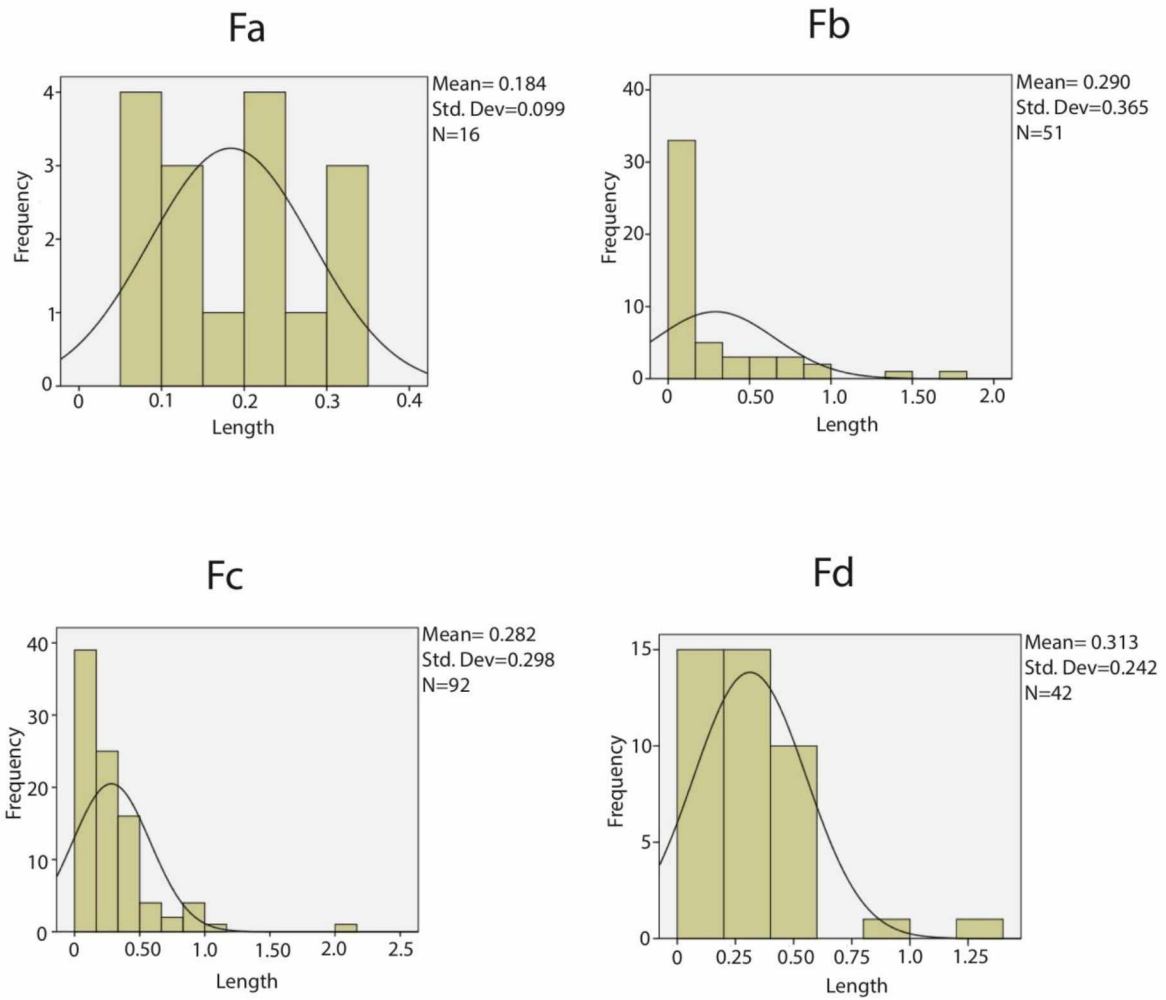 Fa
Mean= 0.184
Std. Dev=0.099
N=16
Frequency
4
3
2
1
0
0 0.1 0.2 0.3 0.4
Length
Fb
Mean= 0.290
Std. Dev=0.365
N=51
Frequency
40
30
20
10
0
0 0.50 1.0 1.50 2.0
Length
Fc
Mean= 0.282
Std. Dev=0.298
N=92
Frequency
40
30
20
10
0
0 0.50 1.0 1.50 2.0 2.5
Length
Fd
Mean= 0.313
Std. Dev=0.242
N=42
Frequency
15
10
5
0
0 0.25 0.50 0.75 1.0 1.25
Length